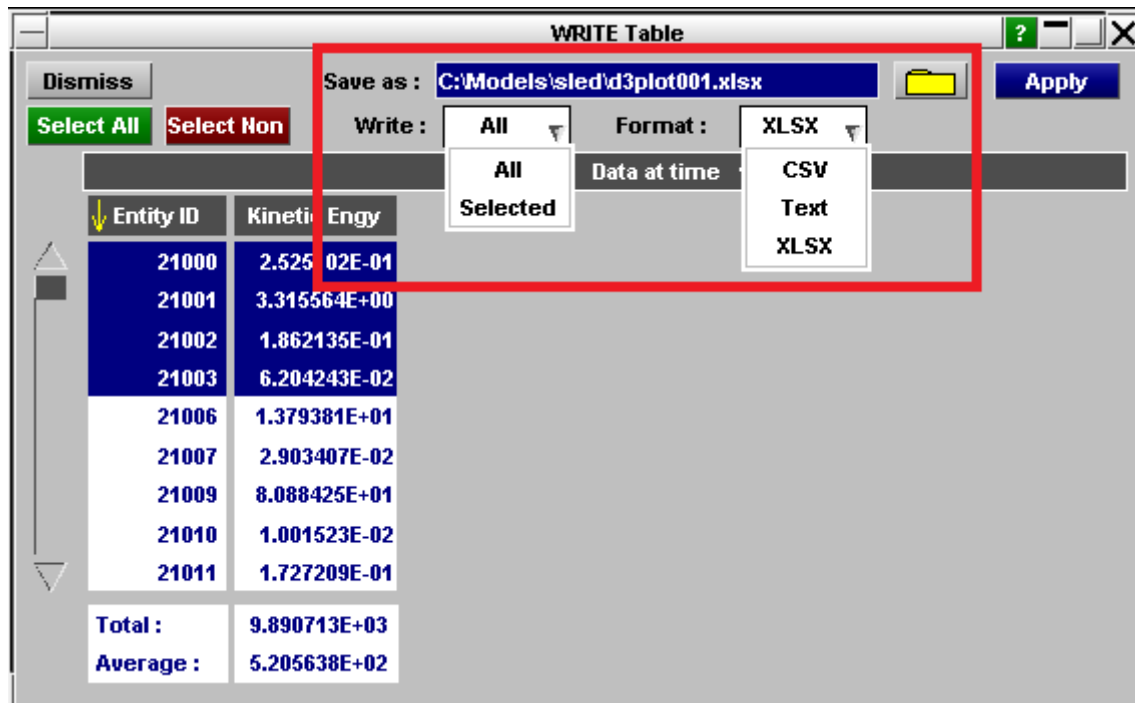 WRITE Table ?
Dismiss Save as : C:\Models\sled\d3plot001.xlsx Apply
Select All Select Non Write : All Format : XLSX
Data at time
All CSV
Selected Text
XLSX
Entity ID Kinetic Engy
21000
21001 3.315564E+00
21002 1.862135E-01
21003 6.204243E-02
21006 1.379381E+01
21007 2.903407E-02
21009 8.088425E+01
21010 1.001523E-02
21011 1.727209E-01
Total : 9.890713E+03
Average : 5.205638E+02